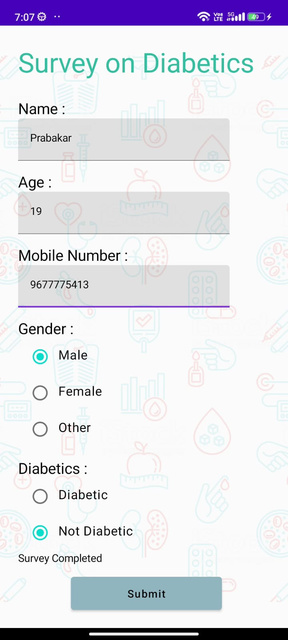 7:07
5G
Survey on Diabetics
Name :
Prabakar
Age :
19
Mobile Number :
9677775413
Gender :
Male
Female
Other
Diabetics :
Diabetic
Not Diabetic
Survey Completed
Submit